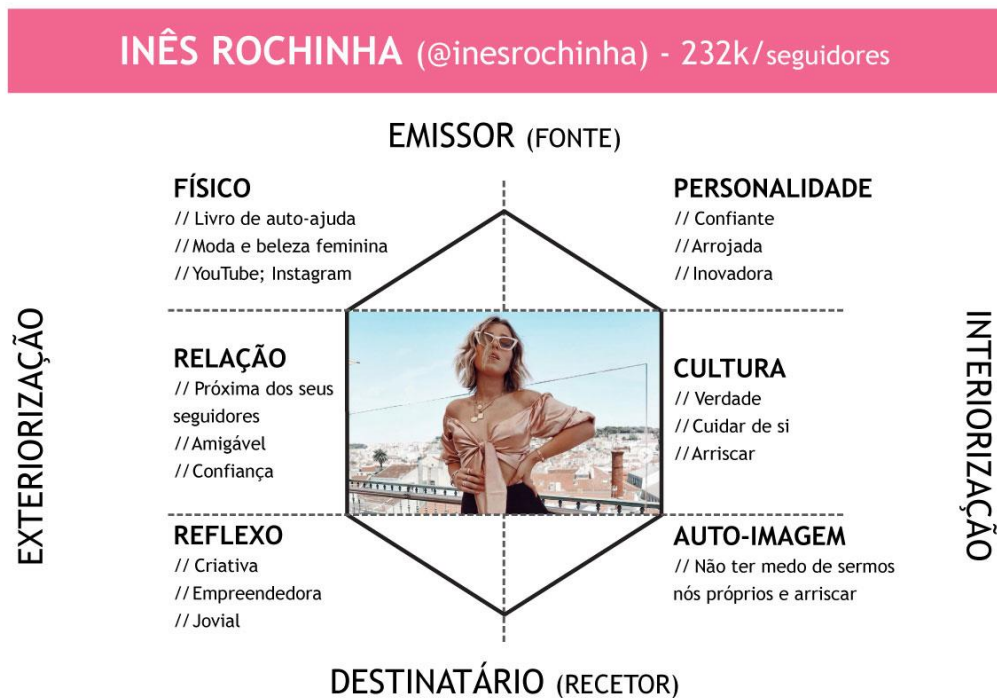 INÊS ROCHINHA (@inesrochinha) - 232k/seguidores
EMISSOR (FONTE)
FÍSICO
// Livro de auto-ajuda
// Moda e beleza feminina
// YouTube; Instagram
PERSONALIDADE
// Confiante
// Arrojada
// Inovadora
EXTERIORIZAÇÃO
RELAÇÃO
// Próxima dos seus
seguidores
// Amigável
// Confiança
CULTURA
// Verdade
// Cuidar de si
// Arriscar
INTERIORIZAÇÃO
REFLEXO
// Criativa
// Empreendedora
// Jovial
AUTO-IMAGEM
// Não ter medo de sermos
nós próprios e arriscar
DESTINATÁRIO (RECETOR)